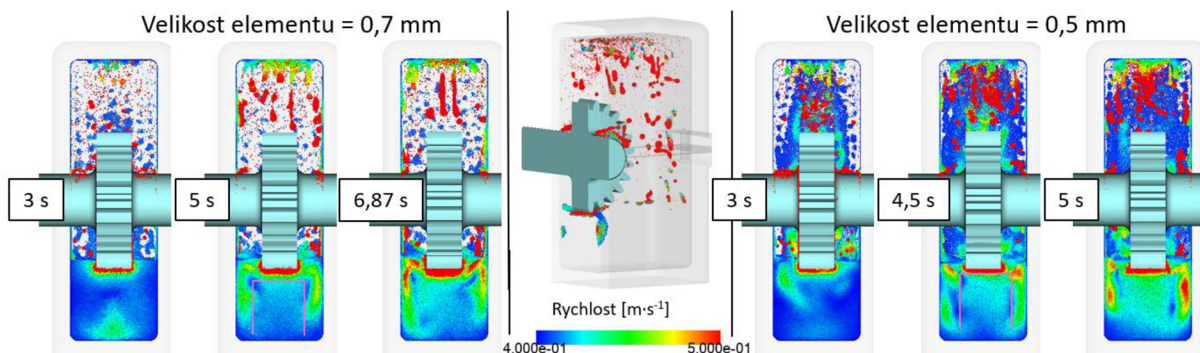 Velikost elementu = 0,7 mm
3 s
5 s
6,87 s
Rychlost [m·s⁻¹]
4.000e-01
5.000e-01
Velikost elementu = 0,5 mm
3 s
4,5 s
5 s